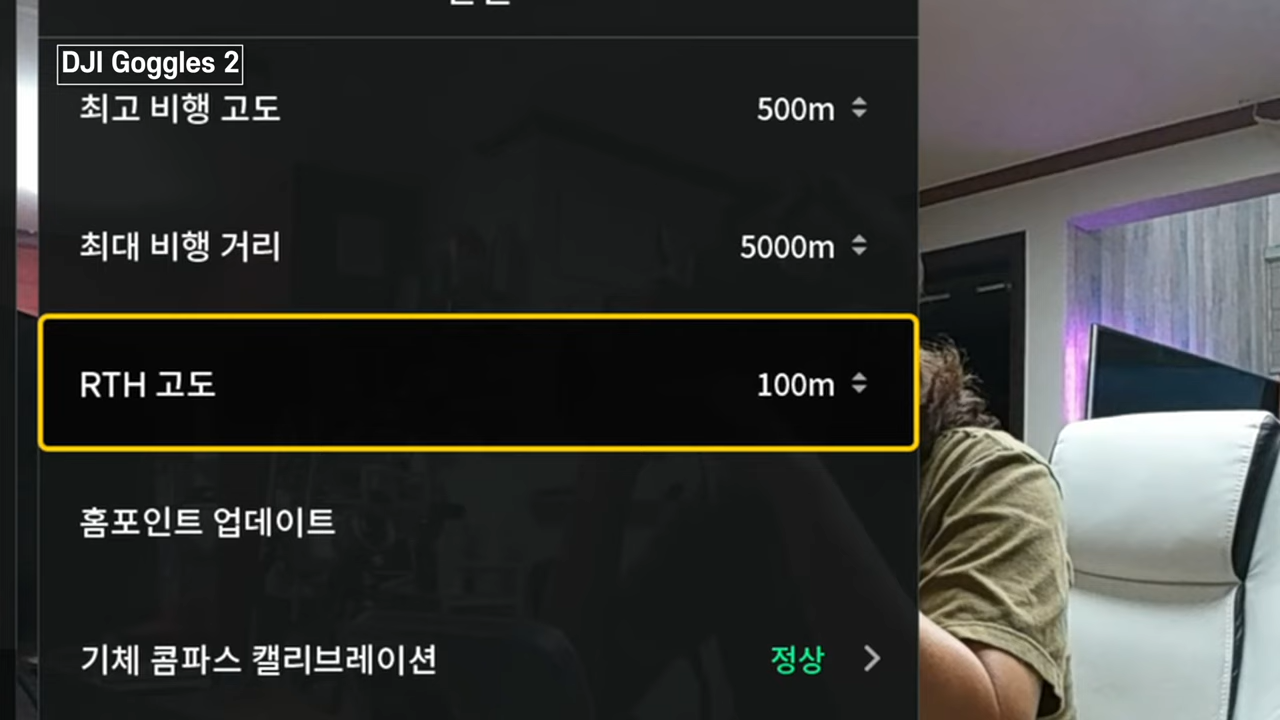 DJI Goggles 2
최고 비행 고도 500m
최대 비행 거리 5000m
RTH 고도 100m
홈포인트 업데이트
기체 콤파스 캘리브레이션 정상